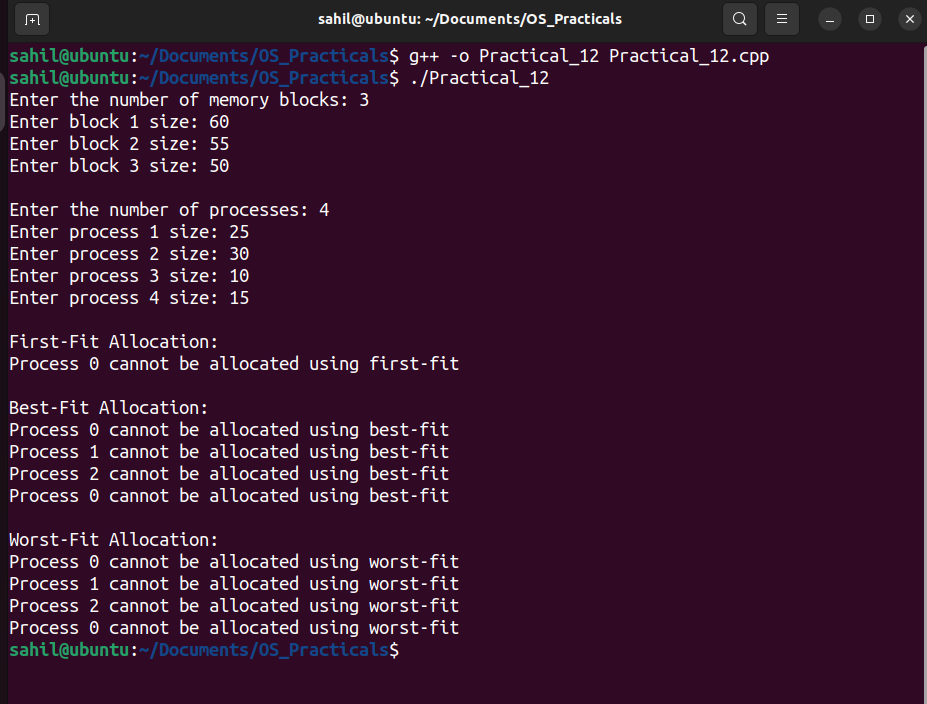 sahil@ubuntu: ~/Documents/OS_Practicals
sahil@ubuntu:~/Documents/OS_Practicals$ g++ -o Practical_12 Practical_12.cpp
sahil@ubuntu:~/Documents/OS_Practicals$ ./Practical_12
Enter the number of memory blocks: 3
Enter block 1 size: 60
Enter block 2 size: 55
Enter block 3 size: 50
Enter the number of processes: 4
Enter process 1 size: 25
Enter process 2 size: 30
Enter process 3 size: 10
Enter process 4 size: 15
First-Fit Allocation:
Process 0 cannot be allocated using first-fit
Best-Fit Allocation:
Process 0 cannot be allocated using best-fit
Process 1 cannot be allocated using best-fit
Process 2 cannot be allocated using best-fit
Process 0 cannot be allocated using best-fit
Worst-Fit Allocation:
Process 0 cannot be allocated using worst-fit
Process 1 cannot be allocated using worst-fit
Process 2 cannot be allocated using worst-fit
Process 0 cannot be allocated using worst-fit
sahil@ubuntu:~/Documents/OS_Practicals$